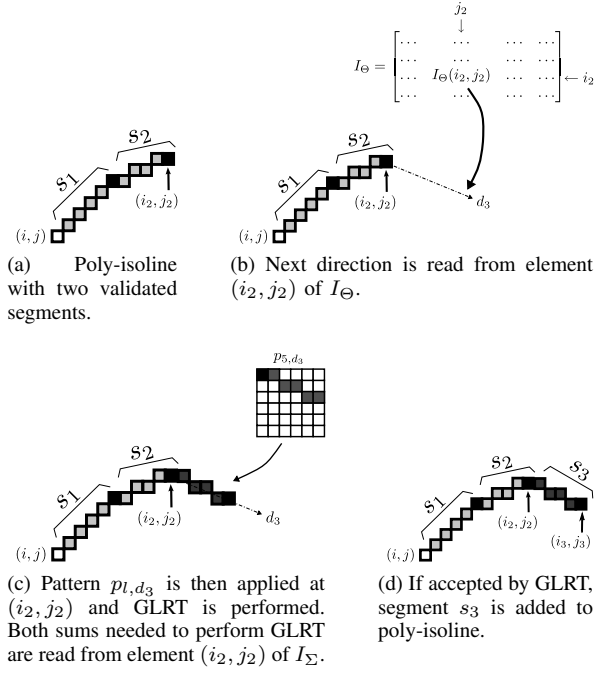 j₂
↓
I_Θ = [ ⋯ ⋯ ⋯ ⋯
⋯ ⋯ ⋯ ⋯
⋯ I_Θ(i₂, j₂) ⋯ ⋯ ← i₂
⋯ ⋯ ⋯ ⋯ ]
s₁ s₂
(i₂, j₂)
(i, j)
s₁ s₂
(i₂, j₂)
d₃
(i, j)
(a) Poly-isoline
with two validated
segments.
(b) Next direction is read from element
(i₂, j₂) of I_Θ.
p₅,d₃
s₁ s₂
(i₂, j₂)
d₃
(i, j)
s₁ s₂ s₃
(i₂, j₂)
(i₃, j₃)
(i, j)
(c) Pattern p_{l,d₃} is then applied at
(i₂, j₂) and GLRT is performed.
Both sums needed to perform GLRT
are read from element (i₂, j₂) of I_Σ.
(d) If accepted by GLRT,
segment s₃ is added to
poly-isoline.